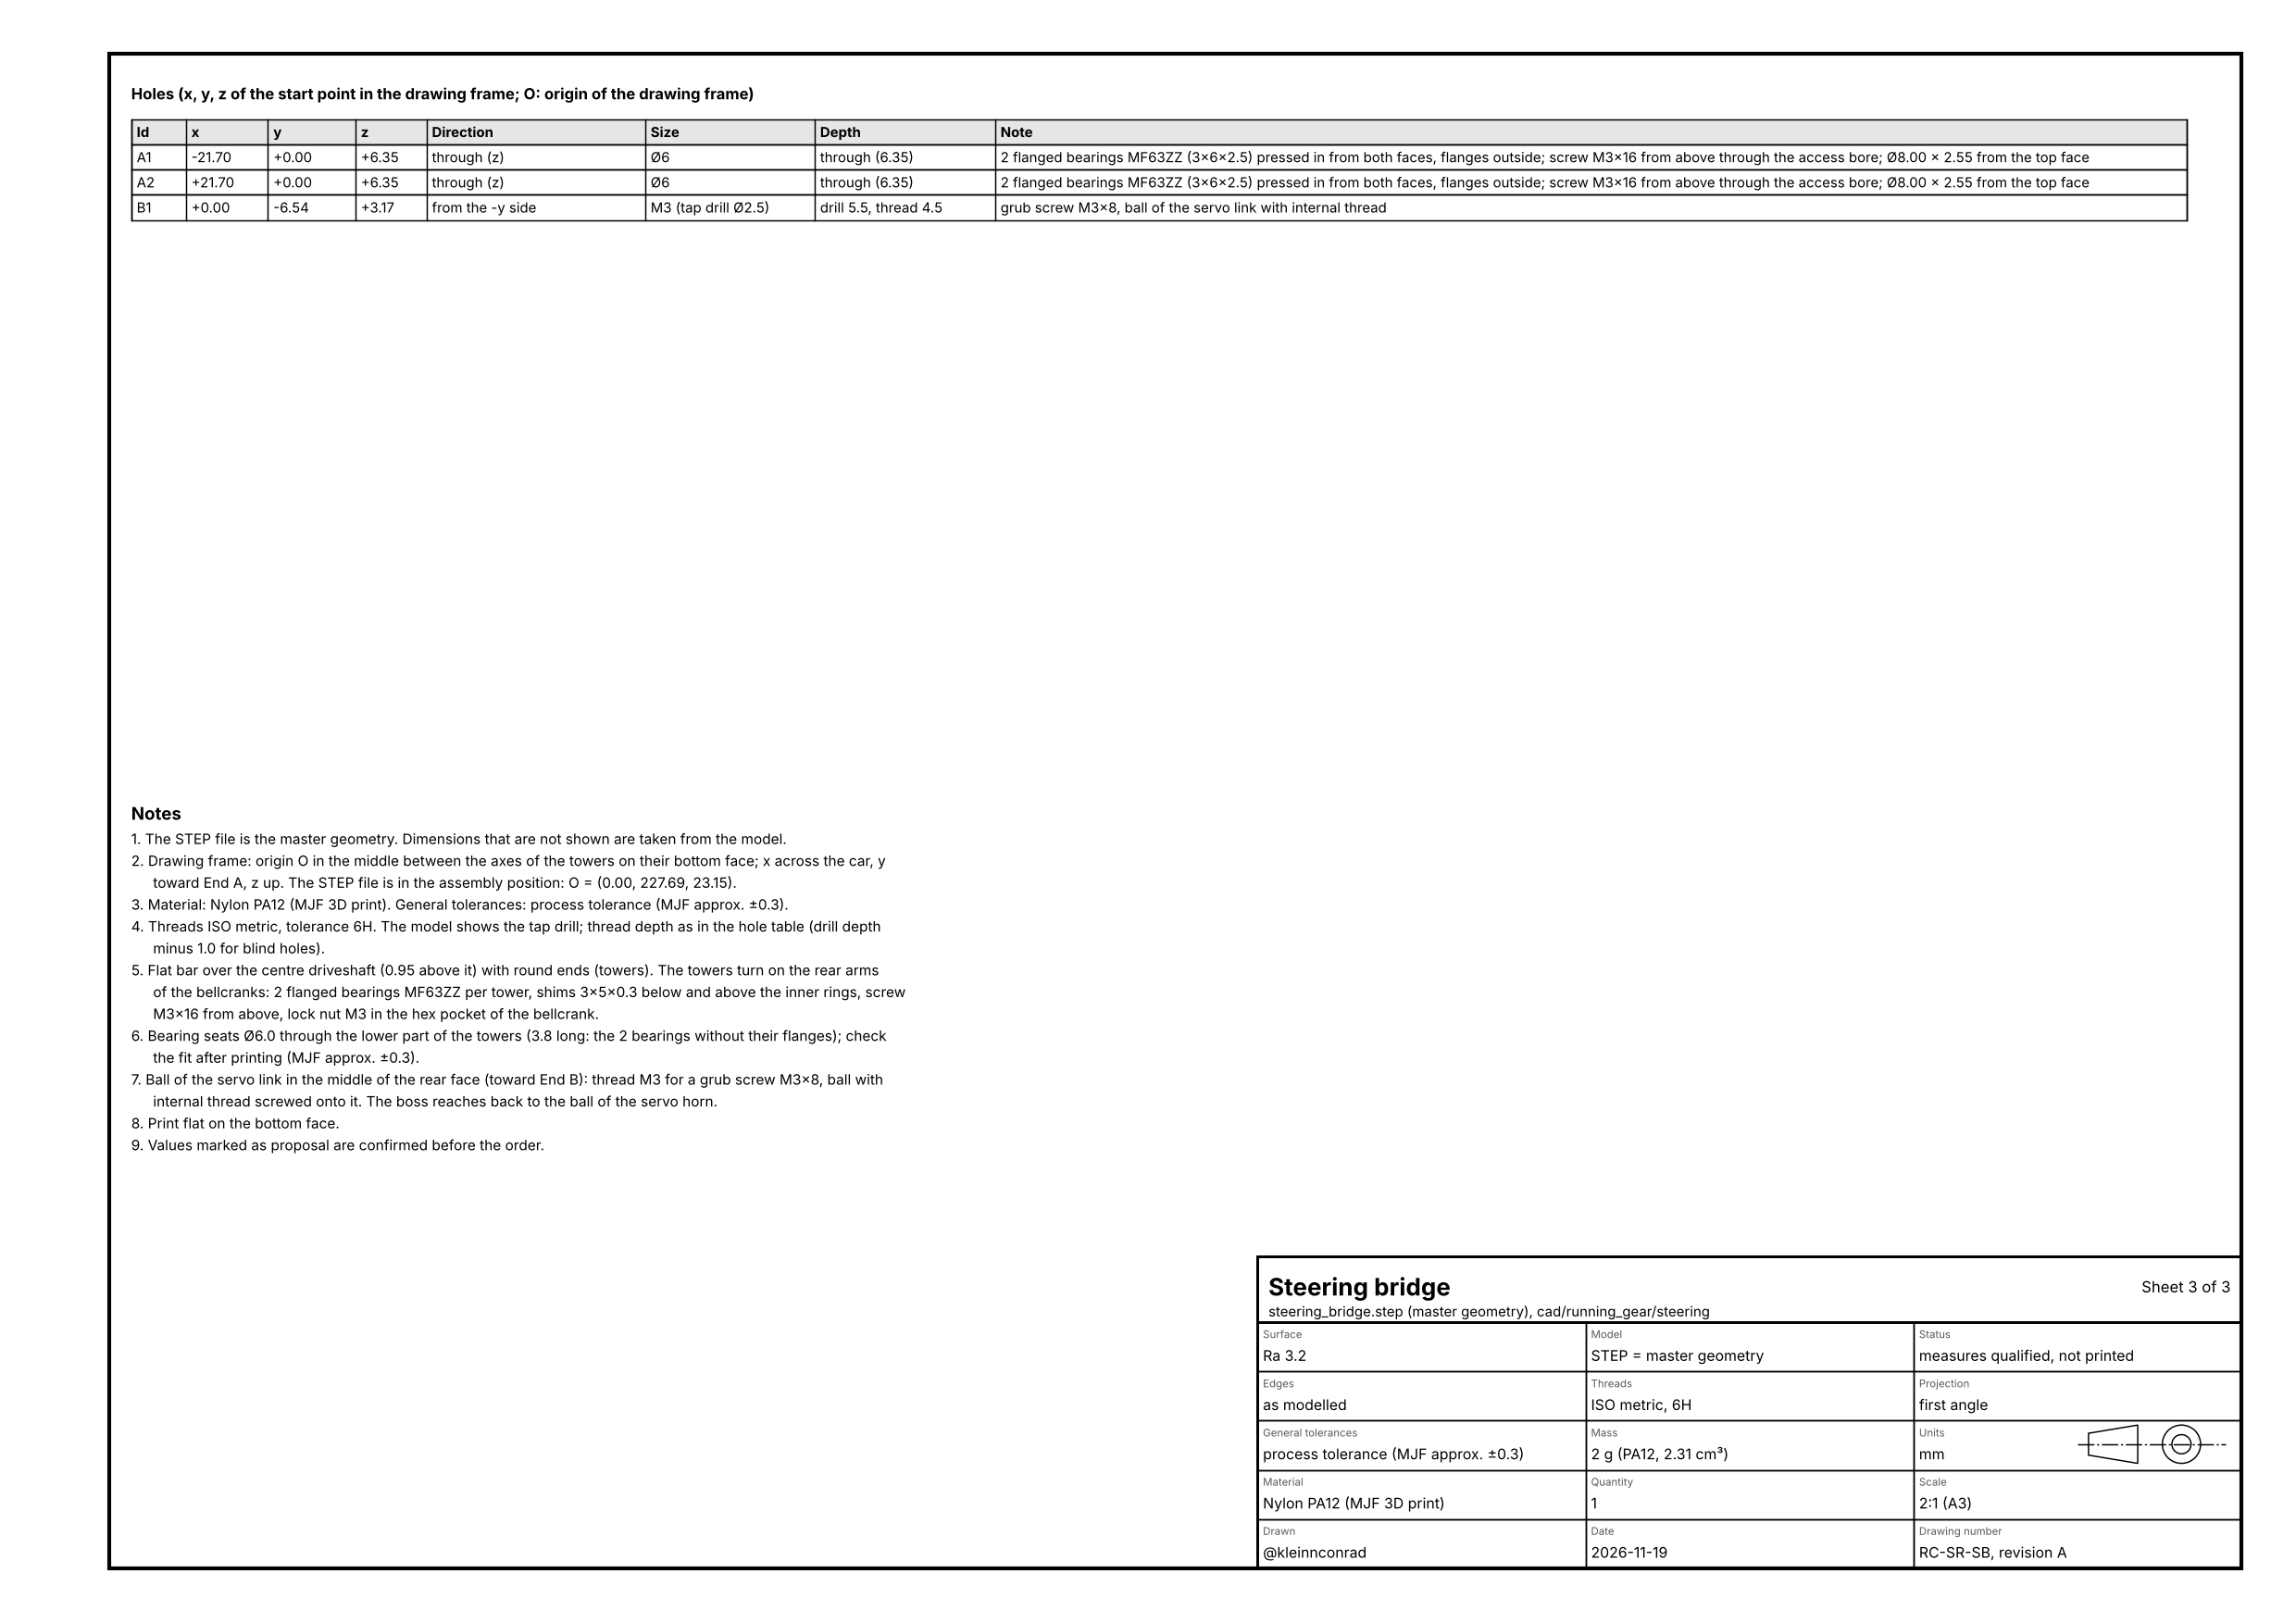 Holes (x, y, z of the start point in the drawing frame; O: origin of the drawing frame)
Id x y z Direction Size Depth Note
A1 -21.70 +0.00 +6.35 through (z) Ø6 through (6.35) 2 flanged bearings MF63ZZ (3×6×2.5) pressed in from both faces, flanges outside; screw M3×16 from above through the access bore; Ø8.00 × 2.55 from the top face
A2 +21.70 +0.00 +6.35 through (z) Ø6 through (6.35) 2 flanged bearings MF63ZZ (3×6×2.5) pressed in from both faces, flanges outside; screw M3×16 from above through the access bore; Ø8.00 × 2.55 from the top face
B1 +0.00 -6.54 +3.17 from the -y side M3 (tap drill Ø2.5) drill 5.5, thread 4.5 grub screw M3×8, ball of the servo link with internal thread
Notes
1. The STEP file is the master geometry. Dimensions that are not shown are taken from the model.
2. Drawing frame: origin O in the middle between the axes of the towers on their bottom face; x across the car, y
toward End A, z up. The STEP file is in the assembly position: O = (0.00, 227.69, 23.15).
3. Material: Nylon PA12 (MJF 3D print). General tolerances: process tolerance (MJF approx. ±0.3).
4. Threads ISO metric, tolerance 6H. The model shows the tap drill; thread depth as in the hole table (drill depth
minus 1.0 for blind holes).
5. Flat bar over the centre driveshaft (0.95 above it) with round ends (towers). The towers turn on the rear arms
of the bellcranks: 2 flanged bearings MF63ZZ per tower, shims 3×5×0.3 below and above the inner rings, screw
M3×16 from above, lock nut M3 in the hex pocket of the bellcrank.
6. Bearing seats Ø6.0 through the lower part of the towers (3.8 long: the 2 bearings without their flanges); check
the fit after printing (MJF approx. ±0.3).
7. Ball of the servo link in the middle of the rear face (toward End B): thread M3 for a grub screw M3×8, ball with
internal thread screwed onto it. The boss reaches back to the ball of the servo horn.
8. Print flat on the bottom face.
9. Values marked as proposal are confirmed before the order.
Steering bridge Sheet 3 of 3
steering_bridge.step (master geometry), cad/running_gear/steering
Surface Model Status
Ra 3.2 STEP = master geometry measures qualified, not printed
Edges Threads Projection
as modelled ISO metric, 6H first angle
General tolerances Mass Units
process tolerance (MJF approx. ±0.3) 2 g (PA12, 2.31 cm³) mm
Material Quantity Scale
Nylon PA12 (MJF 3D print) 1 2:1 (A3)
Drawn Date Drawing number
@kleinnconrad 2026-11-19 RC-SR-SB, revision A